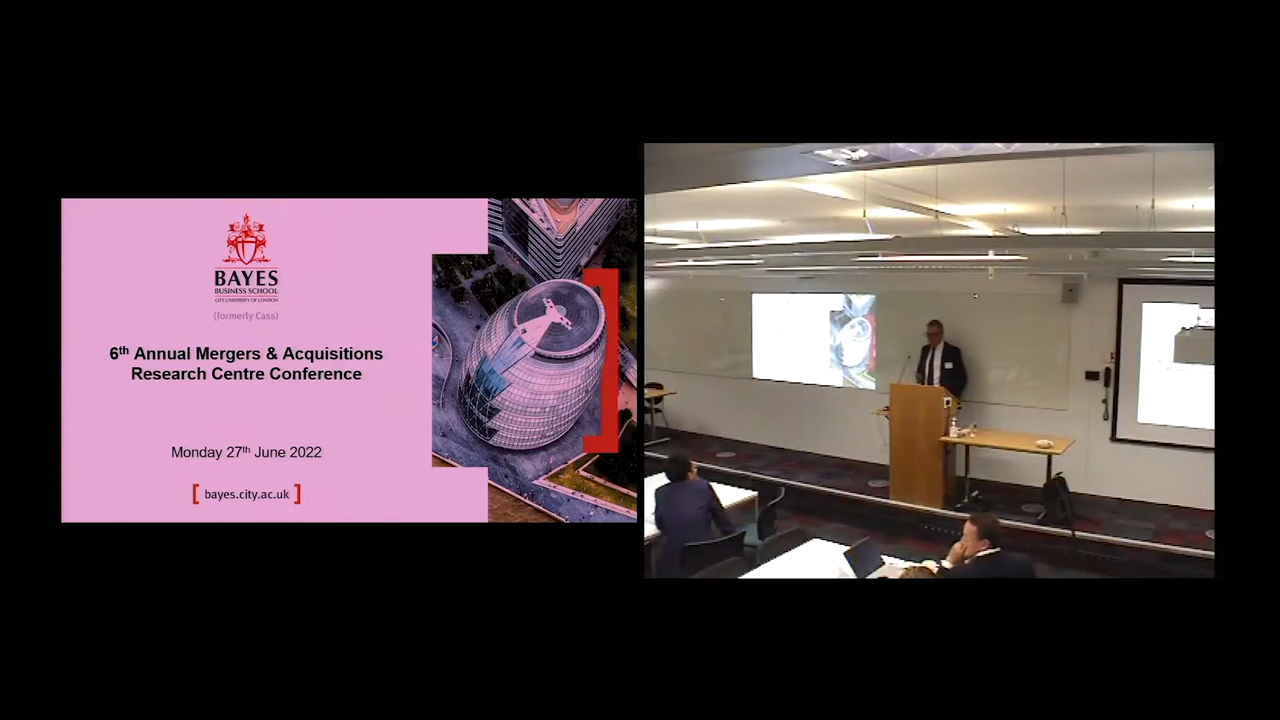 BAYES
BUSINESS SCHOOL
CITY, UNIVERSITY OF LONDON
(formerly Cass)
6th Annual Mergers & Acquisitions
Research Centre Conference
Monday 27th June 2022
[ bayes.city.ac.uk ]